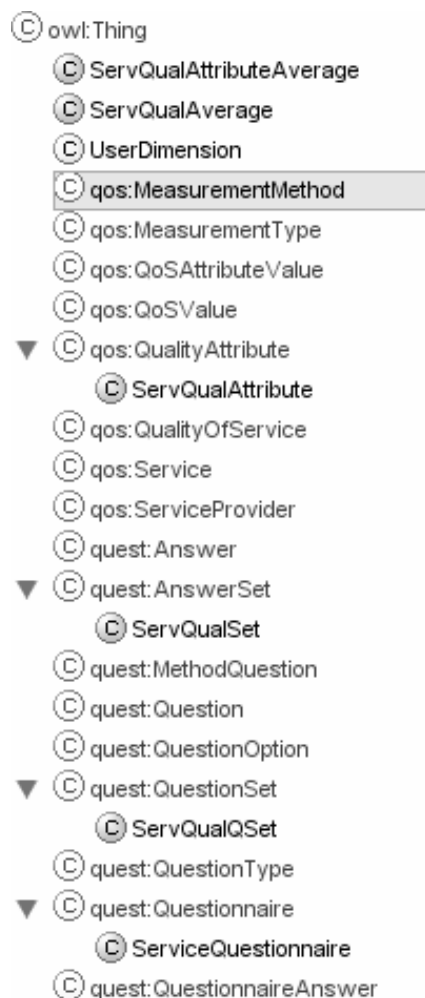 C owl:Thing
C ServQualAttributeAverage
C ServQualAverage
C UserDimension
C qos:MeasurementMethod
C qos:MeasurementType
C qos:QoSAttributeValue
C qos:QoSValue
C qos:QualityAttribute
C ServQualAttribute
C qos:QualityOfService
C qos:Service
C qos:ServiceProvider
C quest:Answer
C quest:AnswerSet
C ServQualSet
C quest:MethodQuestion
C quest:Question
C quest:QuestionOption
C quest:QuestionSet
C ServQualQSet
C quest:QuestionType
C quest:Questionnaire
C ServiceQuestionnaire
C quest:QuestionnaireAnswer